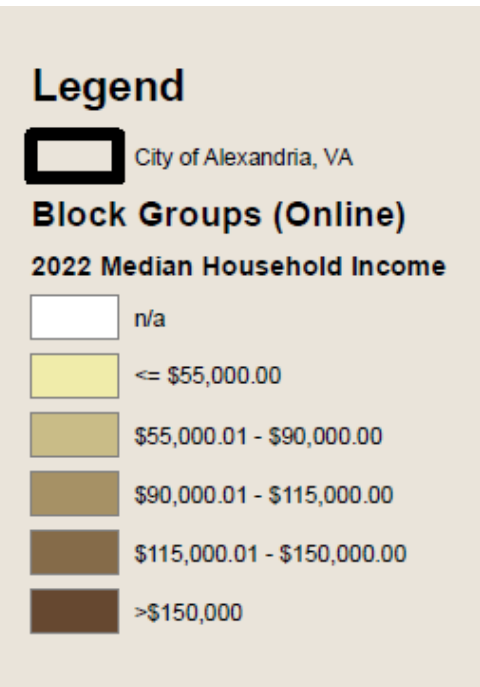 Legend
City of Alexandria, VA
Block Groups (Online)
2022 Median Household Income
n/a
<= $55,000.00
$55,000.01 - $90,000.00
$90,000.01 - $115,000.00
$115,000.01 - $150,000.00
>$150,000